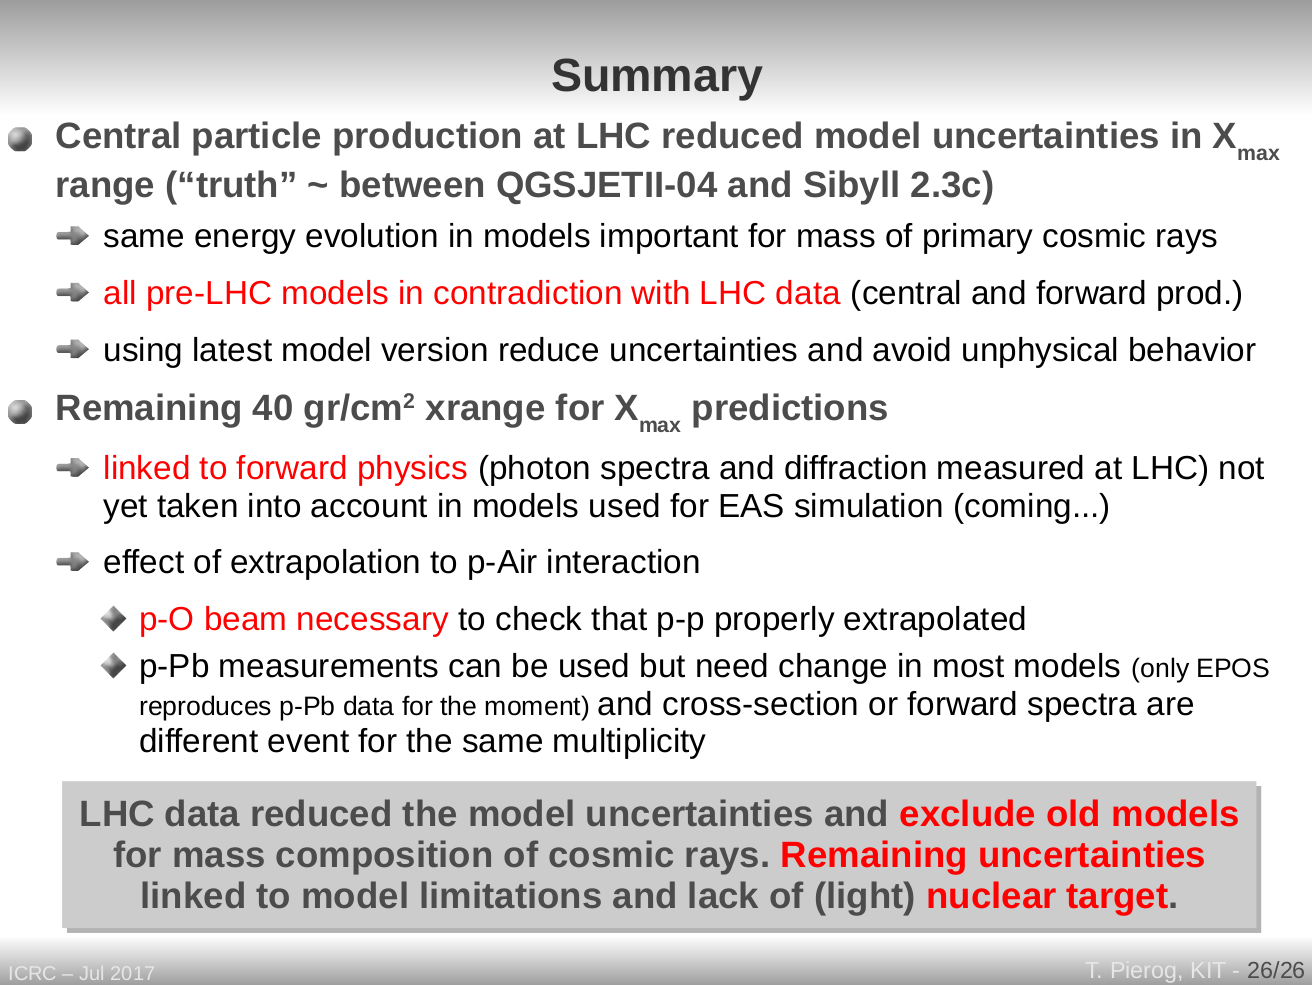 Summary
Central particle production at LHC reduced model uncertainties in Xmax
range (“truth” ~ between QGSJETII-04 and Sibyll 2.3c)
same energy evolution in models important for mass of primary cosmic rays
all pre-LHC models in contradiction with LHC data (central and forward prod.)
using latest model version reduce uncertainties and avoid unphysical behavior
Remaining 40 gr/cm² xrange for Xmax predictions
linked to forward physics (photon spectra and diffraction measured at LHC) not
yet taken into account in models used for EAS simulation (coming...)
effect of extrapolation to p-Air interaction
p-O beam necessary to check that p-p properly extrapolated
p-Pb measurements can be used but need change in most models (only EPOS
reproduces p-Pb data for the moment) and cross-section or forward spectra are
different event for the same multiplicity
LHC data reduced the model uncertainties and exclude old models
for mass composition of cosmic rays. Remaining uncertainties
linked to model limitations and lack of (light) nuclear target.
ICRC – Jul 2017
T. Pierog, KIT - 26/26